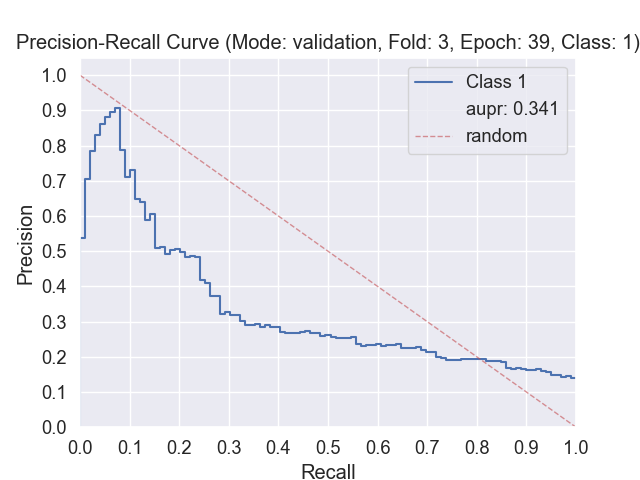 Precision-Recall Curve (Mode: validation, Fold: 3, Epoch: 39, Class: 1)
Class 1
aupr: 0.341
random
1.0
0.9
0.8
0.7
0.6
0.5
0.4
0.3
0.2
0.1
0.0
Precision
0.0 0.1 0.2 0.3 0.4 0.5 0.6 0.7 0.8 0.9 1.0
Recall